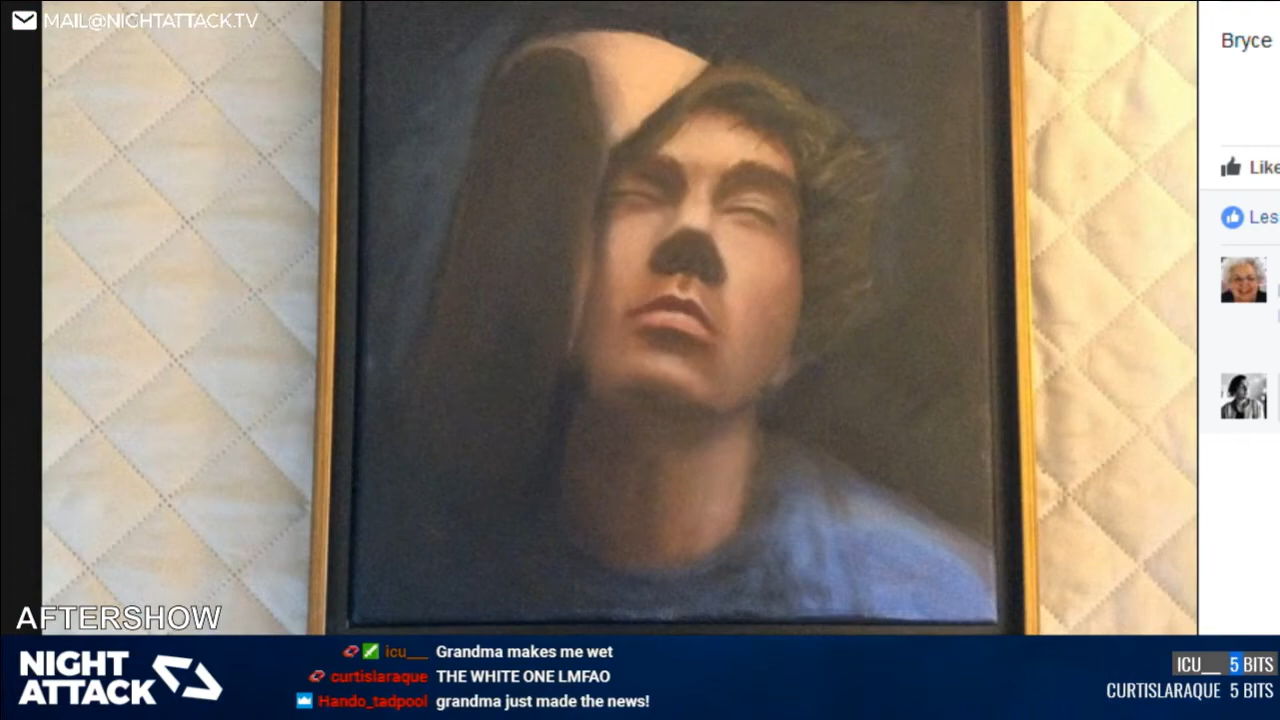 MAIL@NIGHTATTACK.TV
Bryce
Like
Les
AFTERSHOW
NIGHT
ATTACK
icu__ Grandma makes me wet
curtislaraque THE WHITE ONE LMFAO
Hando_tadpool grandma just made the news!
ICU__ 5 BITS
CURTISLARAQUE 5 BITS